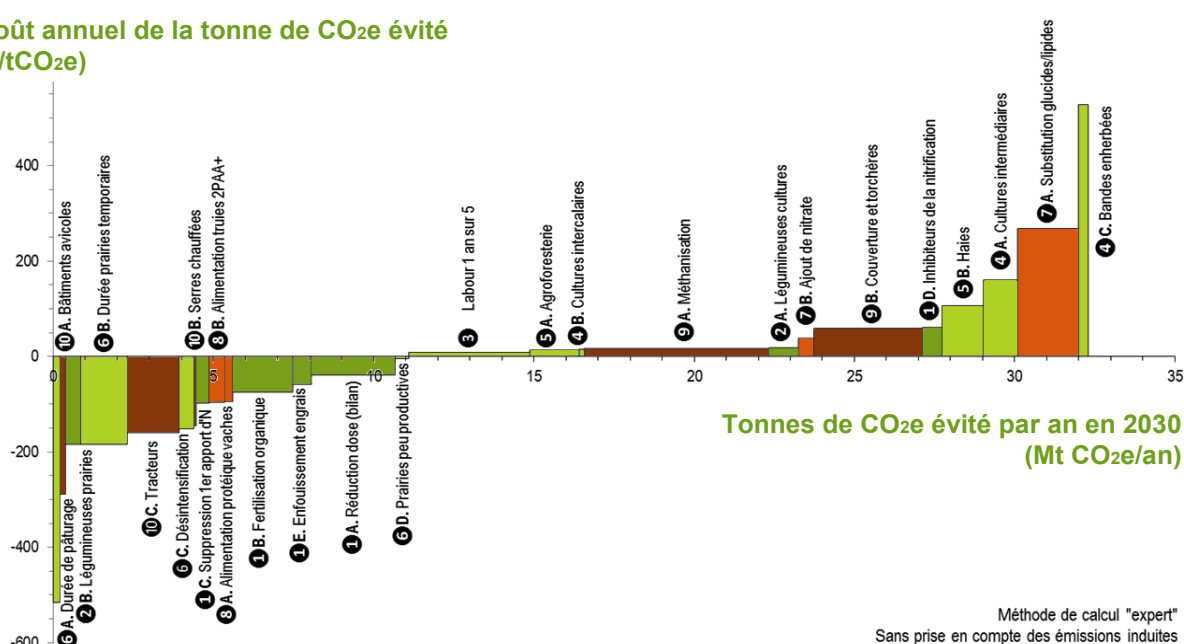 oût annuel de la tonne de CO2e évité
/tCO2e)
400
200
0
-200
-400
-600
0
5
10
15
20
25
30
35
10 A. Bâtiments avicoles
6 B. Durée prairies temporaires
10 B. Serres chauffées
8 B. Alimentation truies 2PAA+
3 Labour 1 an sur 5
5 A. Agroforesterie
4 B. Cultures intercalaires
9 A. Méthanisation
2 A. Légumineuses cultures
7 B. Ajout de nitrate
9 B. Couverture et torchères
1 D. Inhibiteurs de la nitrification
5 B. Haies
4 A. Cultures intermédiaires
7 A. Substitution glucides/lipides
4 C. Bandes enherbées
6 A. Durée de pâturage
2 B. Légumineuses prairies
10 C. Tracteurs
6 C. Désintensification
1 C. Suppression 1er apport d'N
8 A. Alimentation protéique vaches
1 B. Fertilisation organique
1 E. Enfouissement engrais
1 A. Réduction dose (bilan)
6 D. Prairies peu productives
Tonnes de CO2e évité par an en 2030
(Mt CO2e/an)
Méthode de calcul "expert"
Sans prise en compte des émissions induites